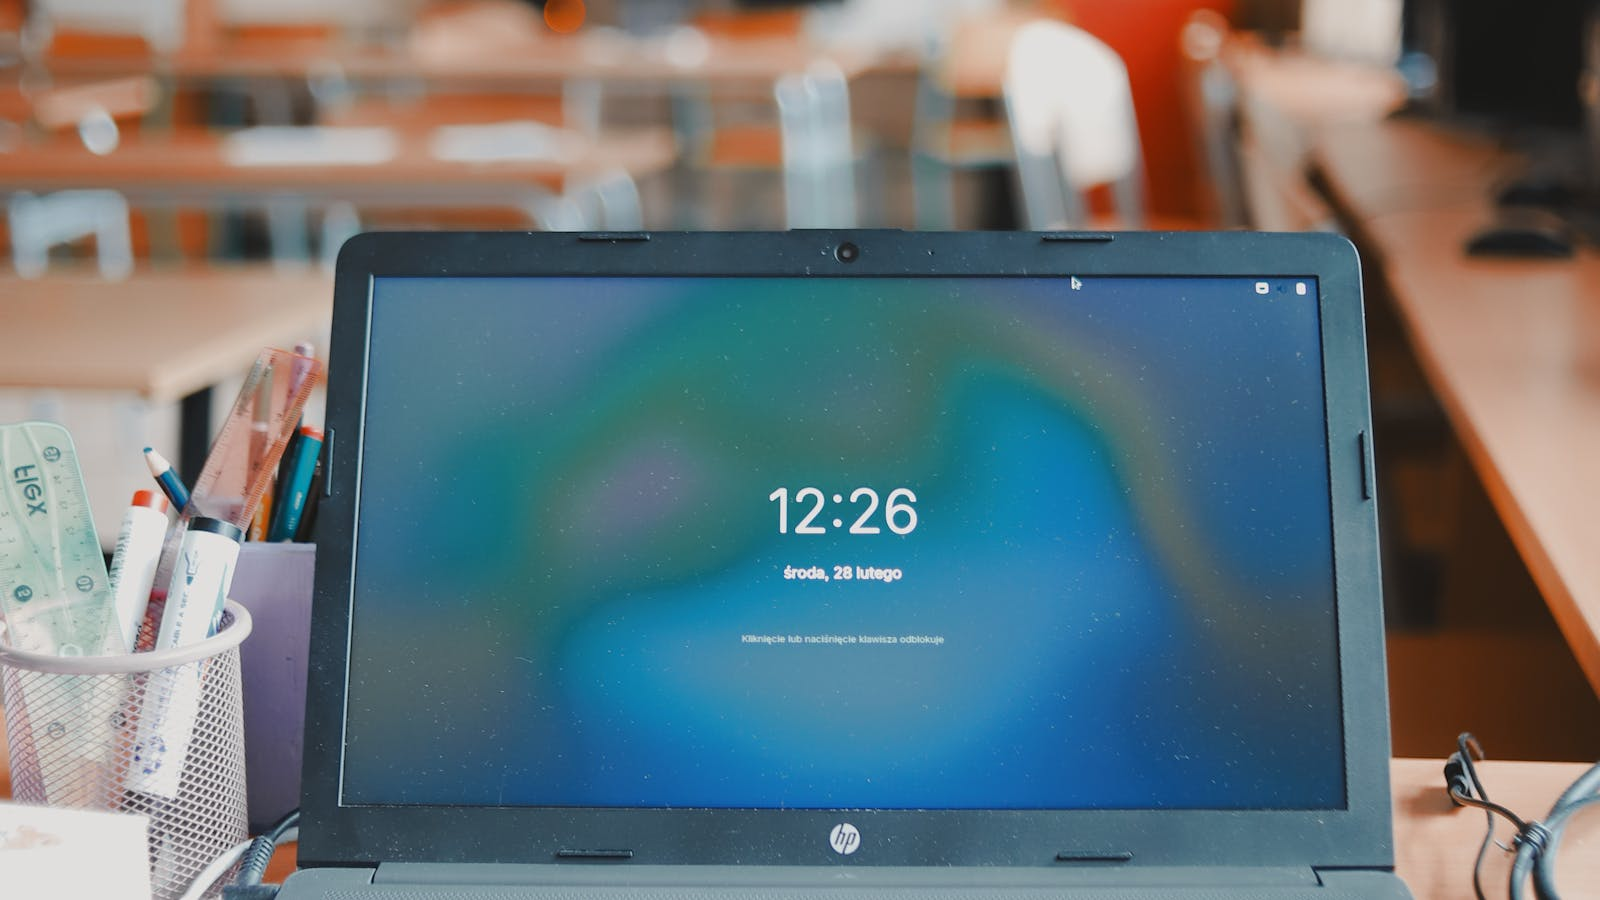 12:26
środa, 28 lutego
Kliknięcie lub naciśnięcie klawisza odblokuje
hp
flex